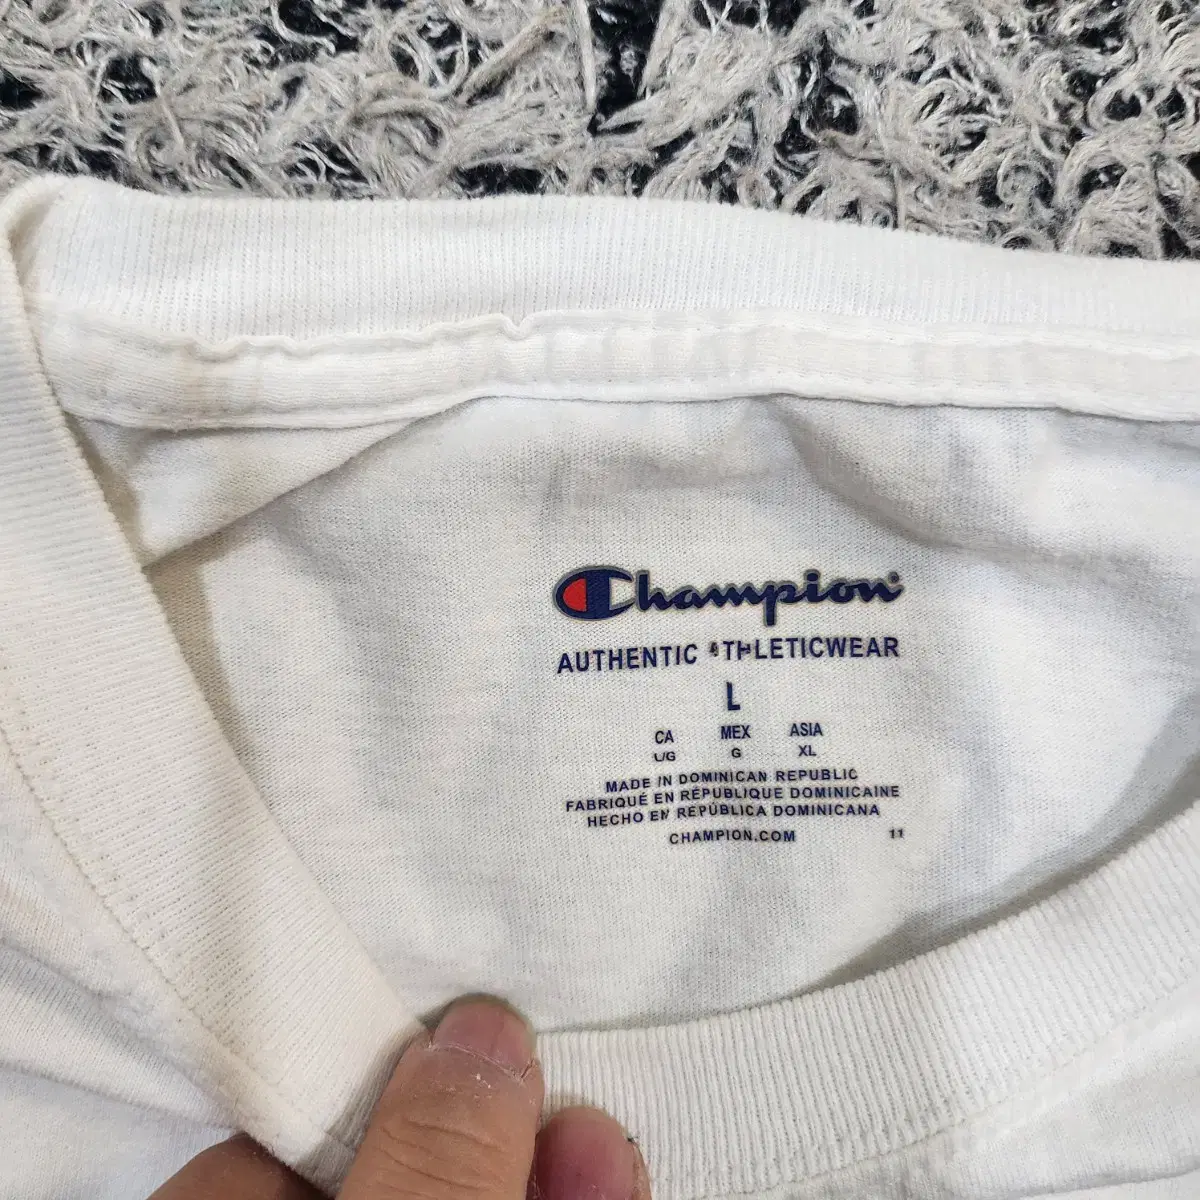 Champion
AUTHENTIC ATHLETICWEAR
L
CA MEX ASIA
L/G G XL
MADE IN DOMINICAN REPUBLIC
FABRIQUÉ EN RÉPUBLIQUE DOMINICAINE
HECHO EN REPÚBLICA DOMINICANA
CHAMPION.COM 11